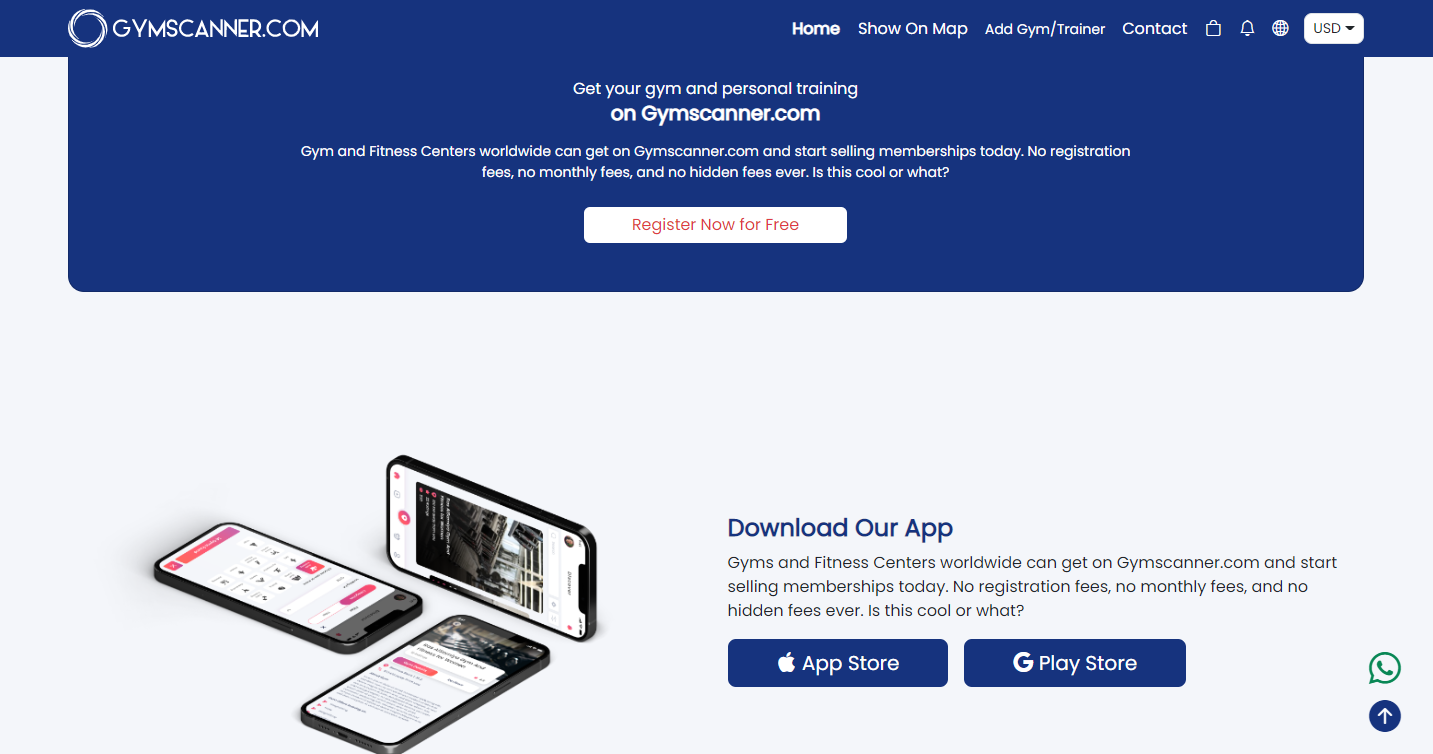 GYMSCANNER.COM
Home Show On Map Add Gym/Trainer Contact USD
Get your gym and personal training
on Gymscanner.com
Gym and Fitness Centers worldwide can get on Gymscanner.com and start selling memberships today. No registration
fees, no monthly fees, and no hidden fees ever. Is this cool or what?
Register Now for Free
Download Our App
Gyms and Fitness Centers worldwide can get on Gymscanner.com and start
selling memberships today. No registration fees, no monthly fees, and no
hidden fees ever. Is this cool or what?
App Store
Play Store